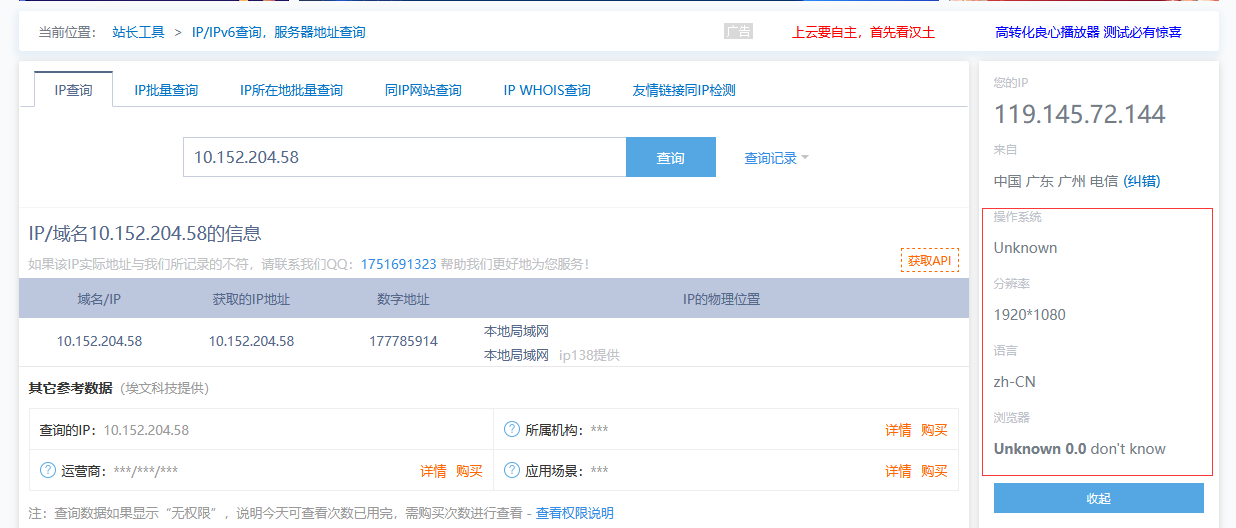 当前位置： 站长工具 > IP/IPv6查询，服务器地址查询
广告
上云要自主，首先看汉土
高转化良心播放器 测试必有惊喜
IP查询 IP批量查询 IP所在地批量查询 同IP网站查询 IP WHOIS查询 友情链接同IP检测
10.152.204.58 查询 查询记录
IP/域名10.152.204.58的信息
如果该IP实际地址与我们所记录的不符，请联系我们QQ：1751691323 帮助我们更好地为您服务！
获取API
域名/IP 获取的IP地址 数字地址 IP的物理位置
10.152.204.58 10.152.204.58 177785914
本地局域网
本地局域网 ip138提供
其它参考数据（埃文科技提供）
查询的IP：10.152.204.58
? 所属机构：*** 详情 购买
? 运营商：***/***/*** 详情 购买
? 应用场景：*** 详情 购买
注：查询数据如果显示“无权限”，说明今天可查看次数已用完，需购买次数进行查看 - 查看权限说明
您的IP
119.145.72.144
来自
中国 广东 广州 电信 (纠错)
操作系统
Unknown
分辨率
1920*1080
语言
zh-CN
浏览器
Unknown 0.0 don't know
收起